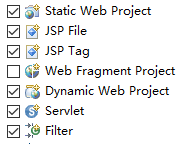 Static Web Project
JSP File
JSP Tag
Web Fragment Project
Dynamic Web Project
Servlet
Filter